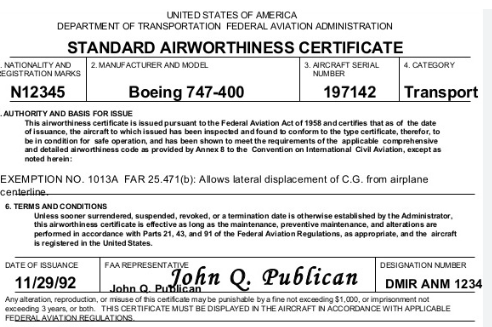 UNITED STATES OF AMERICA
DEPARTMENT OF TRANSPORTATION FEDERAL AVIATION ADMINISTRATION
STANDARD AIRWORTHINESS CERTIFICATE
. NATIONALITY AND REGISTRATION MARKS
N12345
2. MANUFACTURER AND MODEL
Boeing 747-400
3. AIRCRAFT SERIAL NUMBER
197142
4. CATEGORY
Transport
. AUTHORITY AND BASIS FOR ISSUE
This airworthiness certificate is issued pursuant to the Federal Aviation Act of 1958 and certifies that as of the date
of issuance, the aircraft to which issued has been inspected and found to conform to the type certificate, therefor, to
be in condition for safe operation, and has been shown to meet the requirements of the applicable comprehensive
and detailed airworthiness code as provided by Annex 8 to the Convention on International Civil Aviation, except as
noted herein:
EXEMPTION NO. 1013A FAR 25.471(b): Allows lateral displacement of C.G. from airplane
centerline.
6. TERMS AND CONDITIONS
Unless sooner surrendered, suspended, revoked, or a termination date is otherwise established by the Administrator,
this airworthiness certificate is effective as long as the maintenance, preventive maintenance, and alterations are
performed in accordance with Parts 21, 43, and 91 of the Federal Aviation Regulations, as appropriate, and the aircraft
is registered in the United States.
DATE OF ISSUANCE
11/29/92
FAA REPRESENTATIVE
John Q. Publican
John Q. Publican
DESIGNATION NUMBER
DMIR ANM 1234
Any alteration, reproduction, or misuse of this certificate may be punishable by a fine not exceeding $1,000, or imprisonment not
exceeding 3 years, or both. THIS CERTIFICATE MUST BE DISPLAYED IN THE AIRCRAFT IN ACCORDANCE WITH APPLICABLE
FEDERAL AVIATION REGULATIONS.